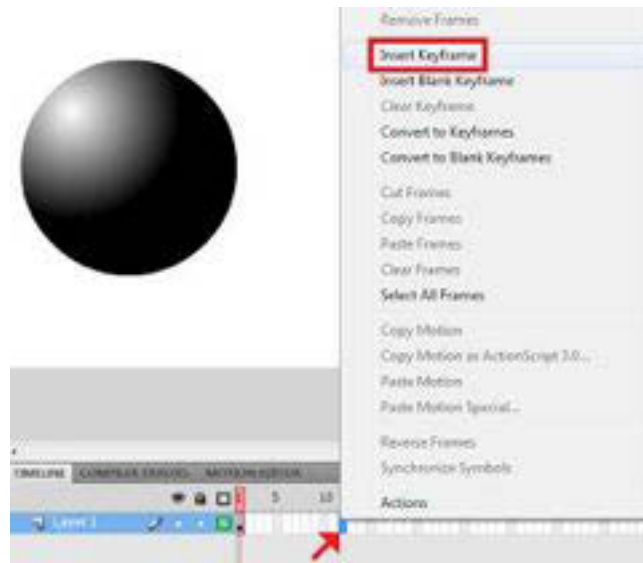 Remove Frames
Insert Keyframe
Insert Blank Keyframe
Clear Keyframe
Convert to Keyframes
Convert to Blank Keyframes
Cut Frames
Copy Frames
Paste Frames
Clear Frames
Select All Frames
Copy Motion
Copy Motion as ActionScript 3.0...
Paste Motion
Paste Motion Special...
Reverse Frames
Synchronize Symbols
Actions
TIMELINE COMPILER ERRORS MOTION EDITOR
5 10
Layer 1